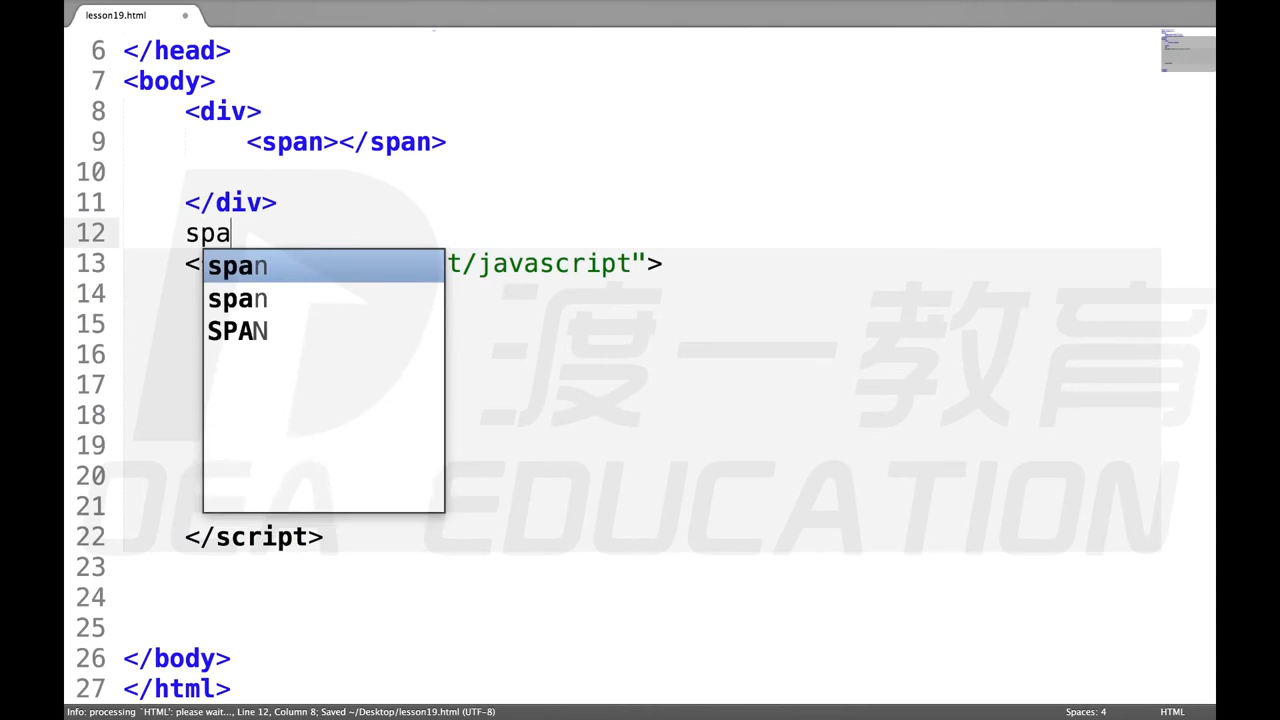 lesson19.html
6 </head>
7 <body>
8 <div>
9 <span></span>
10
11 </div>
12 spa
13 < t/javascript">
span
span
SPAN
14
15
16
17
18
19
20
21
22 </script>
23
24
25
26 </body>
27 </html>
渡一教育
EDUCATION
Info: processing `HTML': please wait..., Line 12, Column 8; Saved ~/Desktop/lesson19.html (UTF-8)
Spaces: 4
HTML